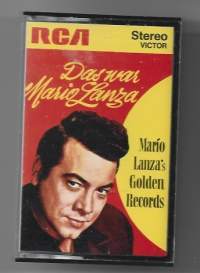 RCA
Stereo
VICTOR
Das war
Mario Lanza
Mario
Lanza's
Golden
Records